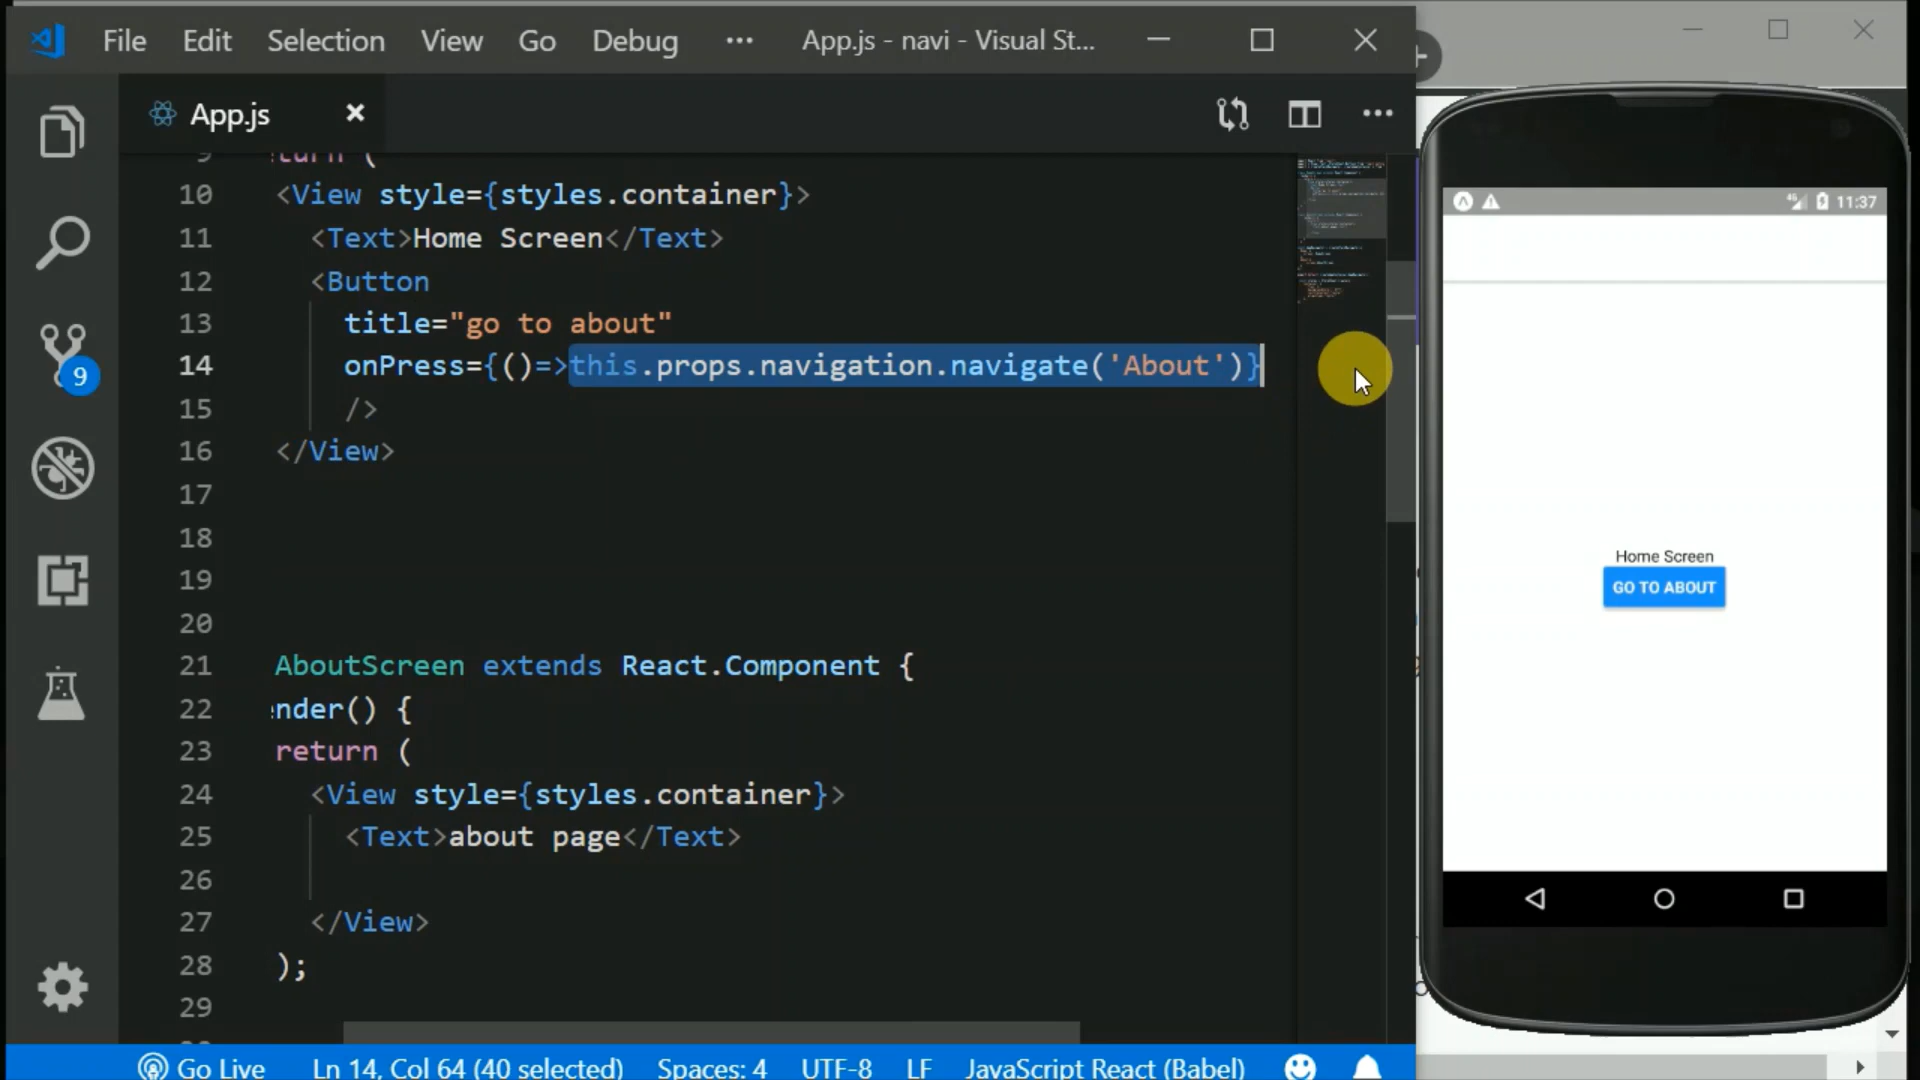 File Edit Selection View Go Debug ··· App.js - navi - Visual St...
App.js
10 <View style={styles.container}>
11 <Text>Home Screen</Text>
12 <Button
13 title="go to about"
14 onPress={()=>this.props.navigation.navigate('About')}
15 />
16 </View>
17
18
19
20
21 AboutScreen extends React.Component {
22 nder() {
23 return (
24 <View style={styles.container}>
25 <Text>about page</Text>
26
27 </View>
28 );
29
9
Go Live Ln 14, Col 64 (40 selected) Spaces: 4 UTF-8 LF JavaScript React (Babel)
11:37
Home Screen
GO TO ABOUT